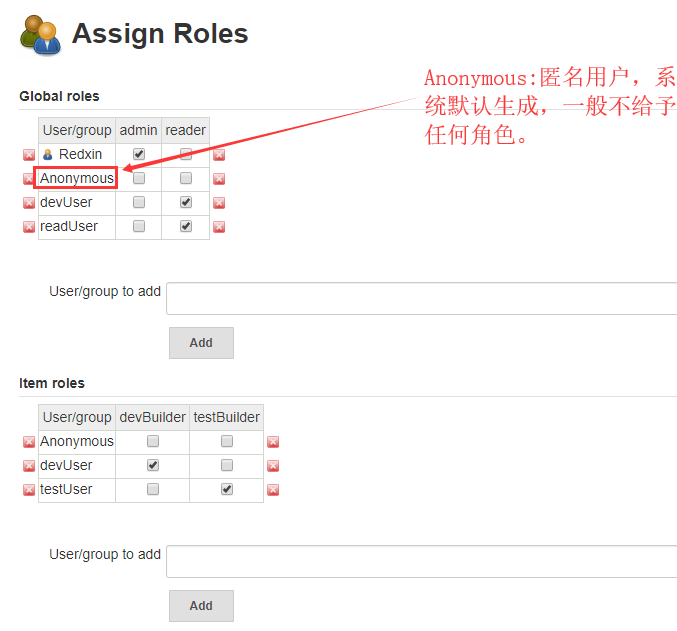 Assign Roles
Anonymous:匿名用户，系
统默认生成，一般不给予
任何角色。
Global roles
User/group admin reader
Redxin
Anonymous
devUser
readUser
User/group to add
Add
Item roles
User/group devBuilder testBuilder
Anonymous
devUser
testUser
User/group to add
Add